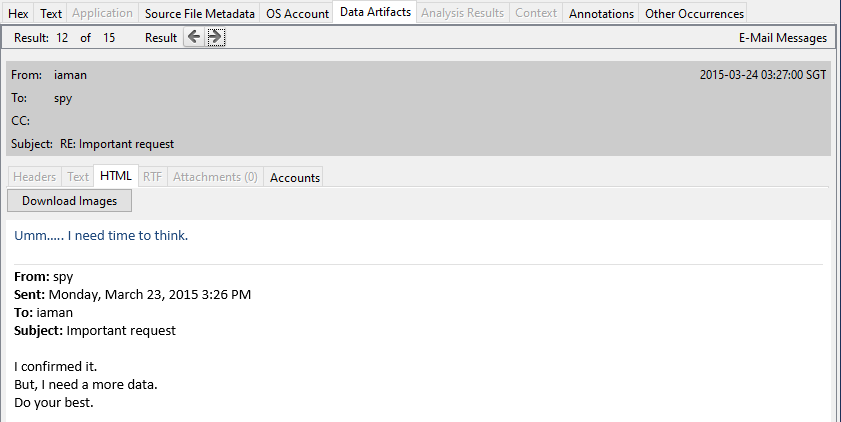 Hex Text Application Source File Metadata OS Account Data Artifacts Analysis Results Context Annotations Other Occurrences
Result: 12 of 15 Result E-Mail Messages
From: iaman 2015-03-24 03:27:00 SGT
To: spy
CC:
Subject: RE: Important request
Headers Text HTML RTF Attachments (0) Accounts
Download Images
Umm..... I need time to think.
From: spy
Sent: Monday, March 23, 2015 3:26 PM
To: iaman
Subject: Important request
I confirmed it.
But, I need a more data.
Do your best.